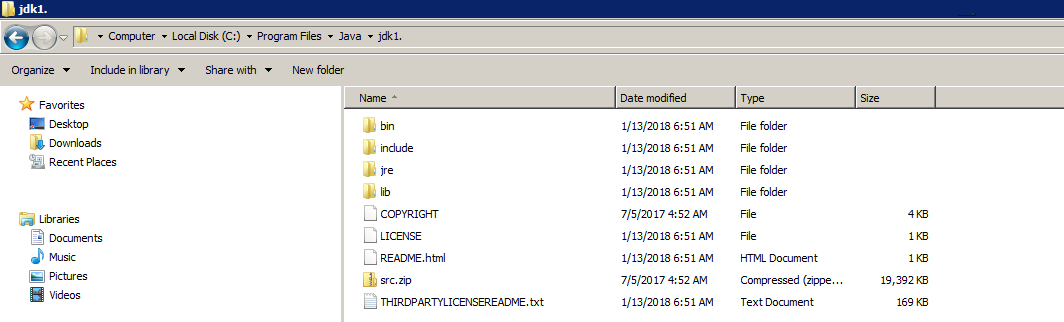 jdk1.
Computer Local Disk (C:) Program Files Java jdk1.
Organize Include in library Share with New folder
Favorites
Desktop
Downloads
Recent Places
Libraries
Documents
Music
Pictures
Videos
Name Date modified Type Size
bin 1/13/2018 6:51 AM File folder
include 1/13/2018 6:51 AM File folder
jre 1/13/2018 6:51 AM File folder
lib 1/13/2018 6:51 AM File folder
COPYRIGHT 7/5/2017 4:52 AM File 4 KB
LICENSE 1/13/2018 6:51 AM File 1 KB
README.html 1/13/2018 6:51 AM HTML Document 1 KB
src.zip 7/5/2017 4:52 AM Compressed (zippe... 19,392 KB
THIRDPARTYLICENSEREADME.txt 1/13/2018 6:51 AM Text Document 169 KB